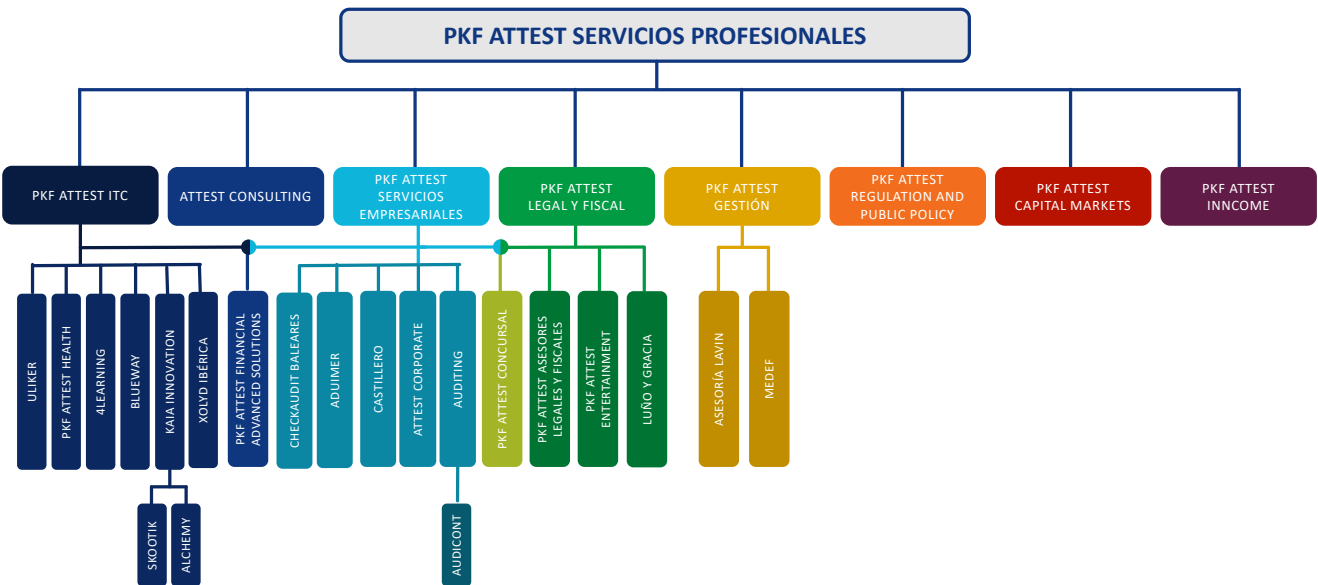 PKF ATTEST SERVICIOS PROFESIONALES
PKF ATTEST ITC
ATTEST CONSULTING
PKF ATTEST
SERVICIOS
EMPRESARIALES
PKF ATTEST
LEGAL Y FISCAL
PKF ATTEST
GESTIÓN
PKF ATTEST
REGULATION AND
PUBLIC POLICY
PKF ATTEST
CAPITAL MARKETS
PKF ATTEST
INNCOME
ULIKER
PKF ATTEST HEALTH
4LEARNING
BLUEWAY
KAIA INNOVATION
XOLYD IBÉRICA
PKF ATTEST FINANCIAL
ADVANCED SOLUTIONS
CHECKAUDIT BALEARES
ADUIMER
CASTILLERO
ATTEST CORPORATE
AUDITING
PKF ATTEST CONCURSAL
PKF ATTEST ASESORES
LEGALES Y FISCALES
PKF ATTEST
ENTERTAINMENT
LUÑO Y GRACIA
ASESORÍA LAVIN
MEDEF
SKOOTIK
ALCHEMY
AUDICONT